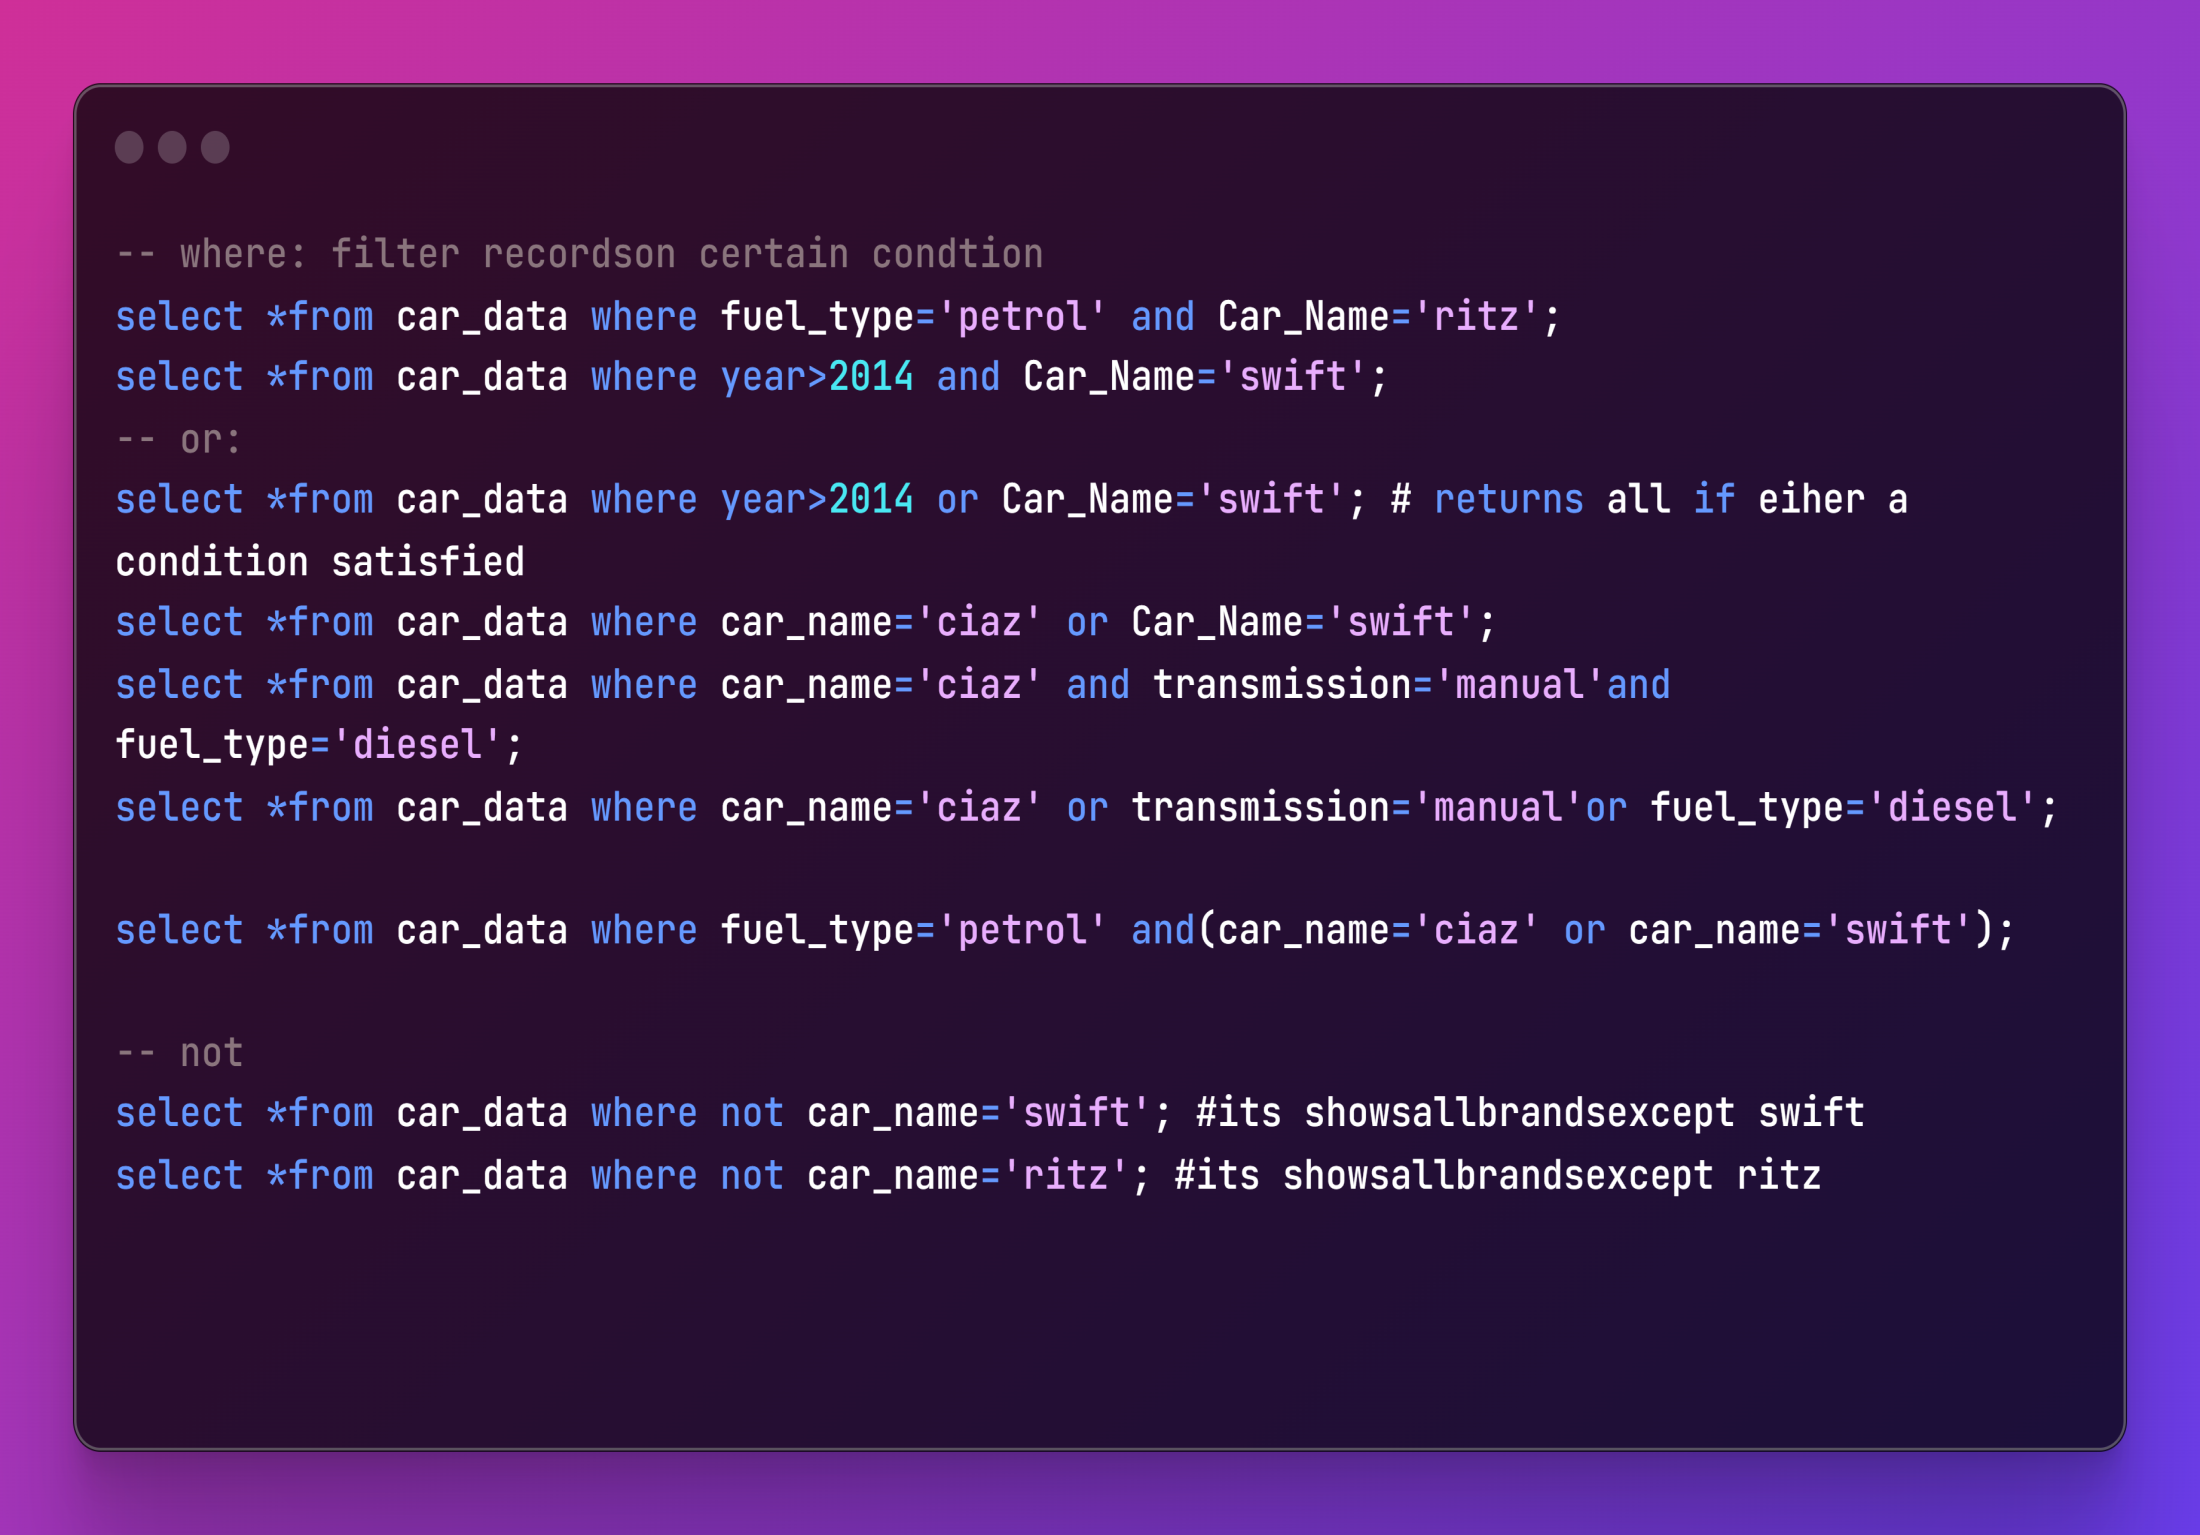 -- where: filter recordson certain condtion
select *from car_data where fuel_type='petrol' and Car_Name='ritz';
select *from car_data where year>2014 and Car_Name='swift';
-- or:
select *from car_data where year>2014 or Car_Name='swift'; # returns all if eiher a
condition satisfied
select *from car_data where car_name='ciaz' or Car_Name='swift';
select *from car_data where car_name='ciaz' and transmission='manual'and
fuel_type='diesel';
select *from car_data where car_name='ciaz' or transmission='manual'or fuel_type='diesel';
select *from car_data where fuel_type='petrol' and(car_name='ciaz' or car_name='swift');
-- not
select *from car_data where not car_name='swift'; #its showsallbrandsexcept swift
select *from car_data where not car_name='ritz'; #its showsallbrandsexcept ritz